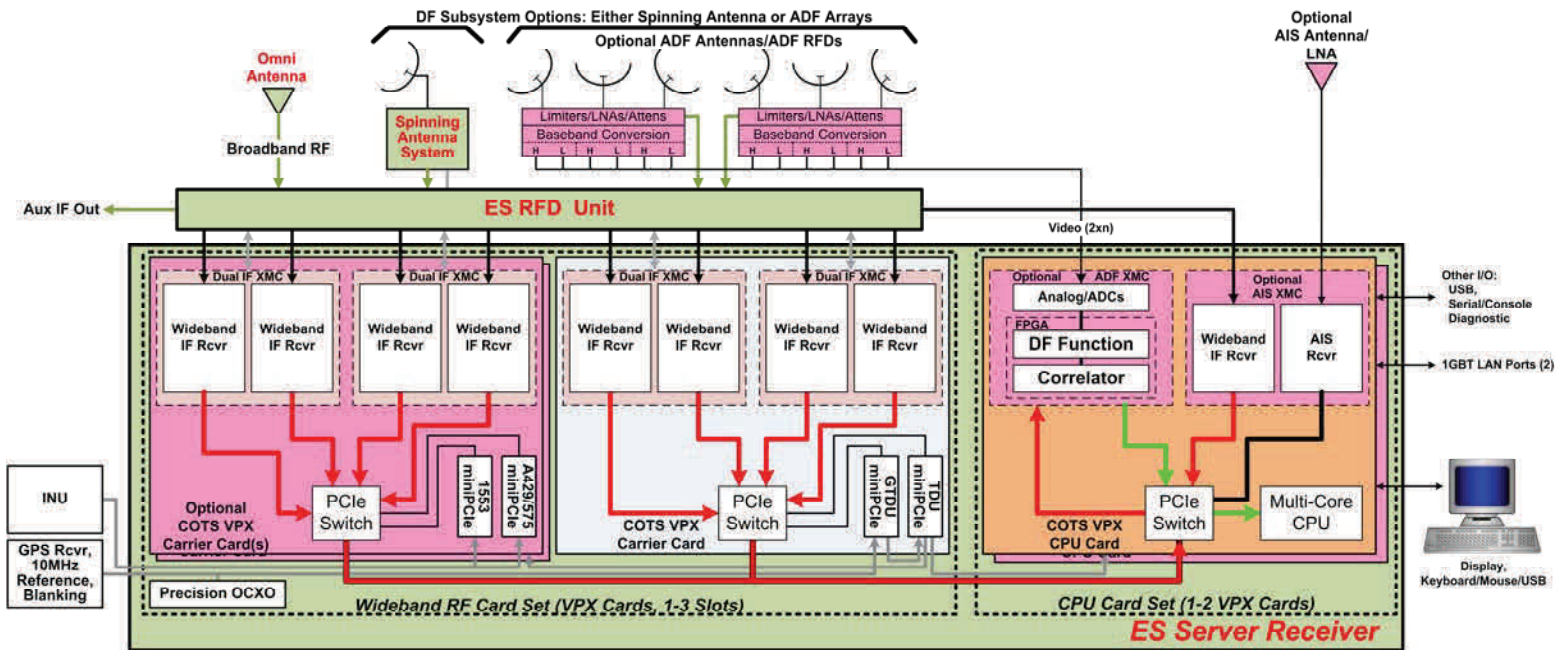 DF Subsystem Options: Either Spinning Antenna or ADF Arrays
Optional ADF Antennas/ADF RFDs
Optional
AIS Antenna/
LNA
Omni
Antenna
Broadband RF
Spinning
Antenna
System
Limiters/LNAs/Attens
Baseband Conversion
H L H L H L
Limiters/LNAs/Attens
Baseband Conversion
H L H L H L
Aux IF Out
ES RFD Unit
Video (2xn)
Dual IF XMC
Wideband
IF Rcvr
Wideband
IF Rcvr
Dual IF XMC
Wideband
IF Rcvr
Wideband
IF Rcvr
Dual IF XMC
Wideband
IF Rcvr
Wideband
IF Rcvr
Dual IF XMC
Wideband
IF Rcvr
Wideband
IF Rcvr
Optional ADF XMC
Analog/ADCs
FPGA
DF Function
Correlator
Optional
AIS XMC
Wideband
IF Rcvr
AIS
Rcvr
Other I/O:
USB,
Serial/Console
Diagnostic
1GBT LAN Ports (2)
INU
GPS Rcvr,
10MHz
Reference,
Blanking
Optional
COTS VPX
Carrier Card(s)
PCIe
Switch
1553
miniPCIe
A429/575
miniPCIe
COTS VPX
Carrier Card
PCIe
Switch
GTDU
miniPCIe
TDU
miniPCIe
COTS VPX
CPU Card
CPU Card
PCIe
Switch
Multi-Core
CPU
Display,
Keyboard/Mouse/USB
Precision OCXO
Wideband RF Card Set (VPX Cards, 1-3 Slots)
CPU Card Set (1-2 VPX Cards)
ES Server Receiver